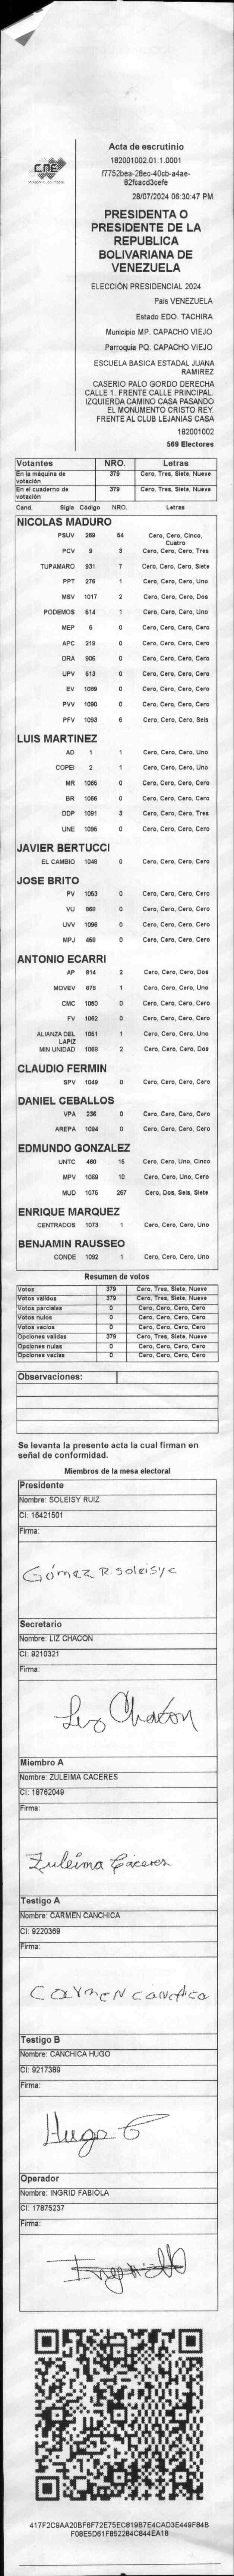 CNE
Acta de escrutinio
182001002.01.1.0001
f7752bea-28ec-40cb-a4ae-
82fcacd3cefe
28/07/2024 06:30:47 PM
PRESIDENTA O
PRESIDENTE DE LA
REPUBLICA
BOLIVARIANA DE
VENEZUELA
ELECCIÓN PRESIDENCIAL 2024
Pais VENEZUELA
Estado EDO. TACHIRA
Municipio MP. CAPACHO VIEJO
Parroquia PQ. CAPACHO VIEJO
ESCUELA BASICA ESTADAL JUANA
RAMIREZ
CASERIO PALO GORDO DERECHA
CALLE 1. FRENTE CALLE PRINCIPAL.
IZQUIERDA CAMINO CASA PASANDO
EL MONUMENTO CRISTO REY.
FRENTE AL CLUB LEJANIAS CASA
182001002
569 Electores
Votantes NRO. Letras
En la máquina de votación 379 Cero, Tres, Siete, Nueve
En el cuaderno de votación 379 Cero, Tres, Siete, Nueve
Cand. Sigla Código NRO. Letras
NICOLAS MADURO
PSUV 269 54 Cero, Cero, Cinco, Cuatro
PCV 9 3 Cero, Cero, Cero, Tres
TUPAMARO 931 7 Cero, Cero, Cero, Siete
PPT 276 1 Cero, Cero, Cero, Uno
MSV 1017 2 Cero, Cero, Cero, Dos
PODEMOS 514 1 Cero, Cero, Cero, Uno
MEP 6 0 Cero, Cero, Cero, Cero
APC 219 0 Cero, Cero, Cero, Cero
ORA 906 0 Cero, Cero, Cero, Cero
UPV 513 0 Cero, Cero, Cero, Cero
EV 1089 0 Cero, Cero, Cero, Cero
PVV 1090 0 Cero, Cero, Cero, Cero
PFV 1093 6 Cero, Cero, Cero, Seis
LUIS MARTINEZ
AD 1 1 Cero, Cero, Cero, Uno
COPEI 2 1 Cero, Cero, Cero, Uno
MR 1065 0 Cero, Cero, Cero, Cero
BR 1066 0 Cero, Cero, Cero, Cero
DDP 1091 3 Cero, Cero, Cero, Tres
UNE 1095 0 Cero, Cero, Cero, Cero
JAVIER BERTUCCI
EL CAMBIO 1048 0 Cero, Cero, Cero, Cero
JOSE BRITO
PV 1053 0 Cero, Cero, Cero, Cero
VU 868 0 Cero, Cero, Cero, Cero
UVV 1096 0 Cero, Cero, Cero, Cero
MPJ 458 0 Cero, Cero, Cero, Cero
ANTONIO ECARRI
AP 914 2 Cero, Cero, Cero, Dos
MOVEV 879 1 Cero, Cero, Cero, Uno
CMC 1050 0 Cero, Cero, Cero, Cero
FV 1062 0 Cero, Cero, Cero, Cero
ALIANZA DEL LAPIZ 1051 1 Cero, Cero, Cero, Uno
MIN UNIDAD 1068 2 Cero, Cero, Cero, Dos
CLAUDIO FERMIN
SPV 1049 0 Cero, Cero, Cero, Cero
DANIEL CEBALLOS
VPA 236 0 Cero, Cero, Cero, Cero
AREPA 1084 0 Cero, Cero, Cero, Cero
EDMUNDO GONZALEZ
UNTC 460 15 Cero, Cero, Uno, Cinco
MPV 1069 10 Cero, Cero, Uno, Cero
MUD 1075 267 Cero, Dos, Seis, Siete
ENRIQUE MARQUEZ
CENTRADOS 1073 1 Cero, Cero, Cero, Uno
BENJAMIN RAUSSEO
CONDE 1092 1 Cero, Cero, Cero, Uno
Resumen de votos
Votos 379 Cero, Tres, Siete, Nueve
Votos validos 379 Cero, Tres, Siete, Nueve
Votos parciales 0 Cero, Cero, Cero, Cero
Votos nulos 0 Cero, Cero, Cero, Cero
Votos vacios 0 Cero, Cero, Cero, Cero
Opciones validas 379 Cero, Tres, Siete, Nueve
Opciones nulas 0 Cero, Cero, Cero, Cero
Opciones vacias 0 Cero, Cero, Cero, Cero
Observaciones:
Se levanta la presente acta la cual firman en
señal de conformidad.
Miembros de la mesa electoral
Presidente
Nombre: SOLEISY RUIZ
CI: 16421501
Firma:
Gómez R. Soleisyc
Secretario
Nombre: LIZ CHACON
CI: 9210321
Firma:
Liz Chacón
Miembro A
Nombre: ZULEIMA CACERES
CI: 18762049
Firma:
Zuleima Caceres
Testigo A
Nombre: CARMEN CANCHICA
CI: 9220369
Firma:
Carmen Canchica
Testigo B
Nombre: CANCHICA HUGO
CI: 9217389
Firma:
Hugo C
Operador
Nombre: INGRID FABIOLA
CI: 17875237
Firma:
417F2C9AA20BF6F72E75EC819B7E4CAD3E449F84B
F08E5D61F852284C844EA18